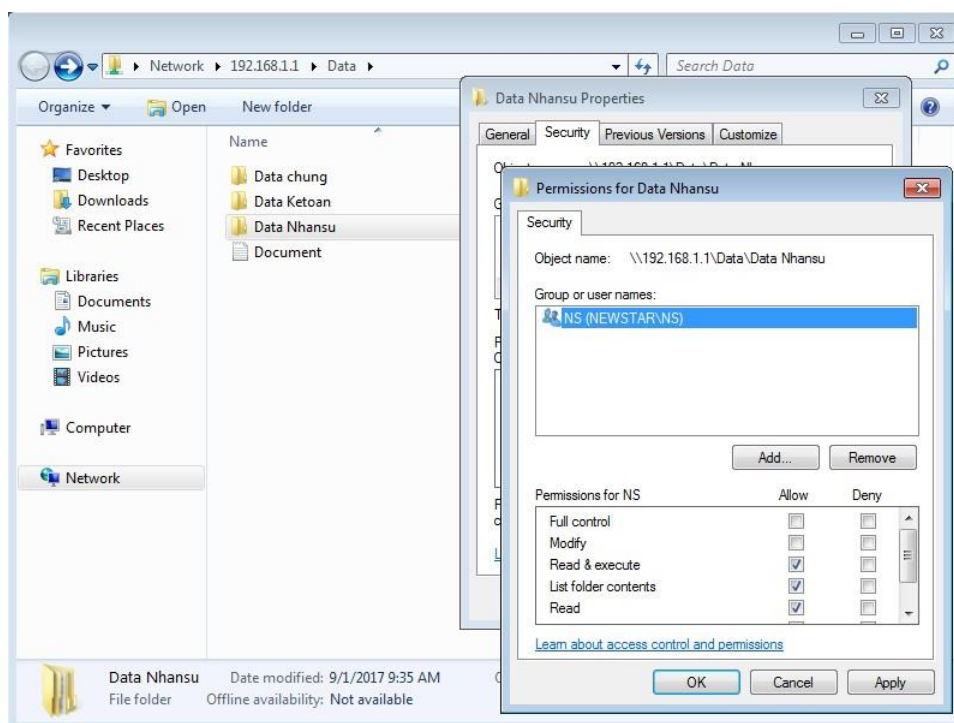 Network ▸ 192.168.1.1 ▸ Data ▸
Search Data
Organize ▾ Open New folder
Favorites
Desktop
Downloads
Recent Places
Libraries
Documents
Music
Pictures
Videos
Computer
Network
Name
Data chung
Data Ketoan
Data Nhansu
Document
Data Nhansu Properties
General Security Previous Versions Customize
Permissions for Data Nhansu
Security
Object name: \\192.168.1.1\Data\Data Nhansu
Group or user names:
NS (NEWSTAR\NS)
Add... Remove
Permissions for NS Allow Deny
Full control
Modify
Read & execute
List folder contents
Read
Learn about access control and permissions
OK Cancel Apply
Data Nhansu Date modified: 9/1/2017 9:35 AM
File folder Offline availability: Not available